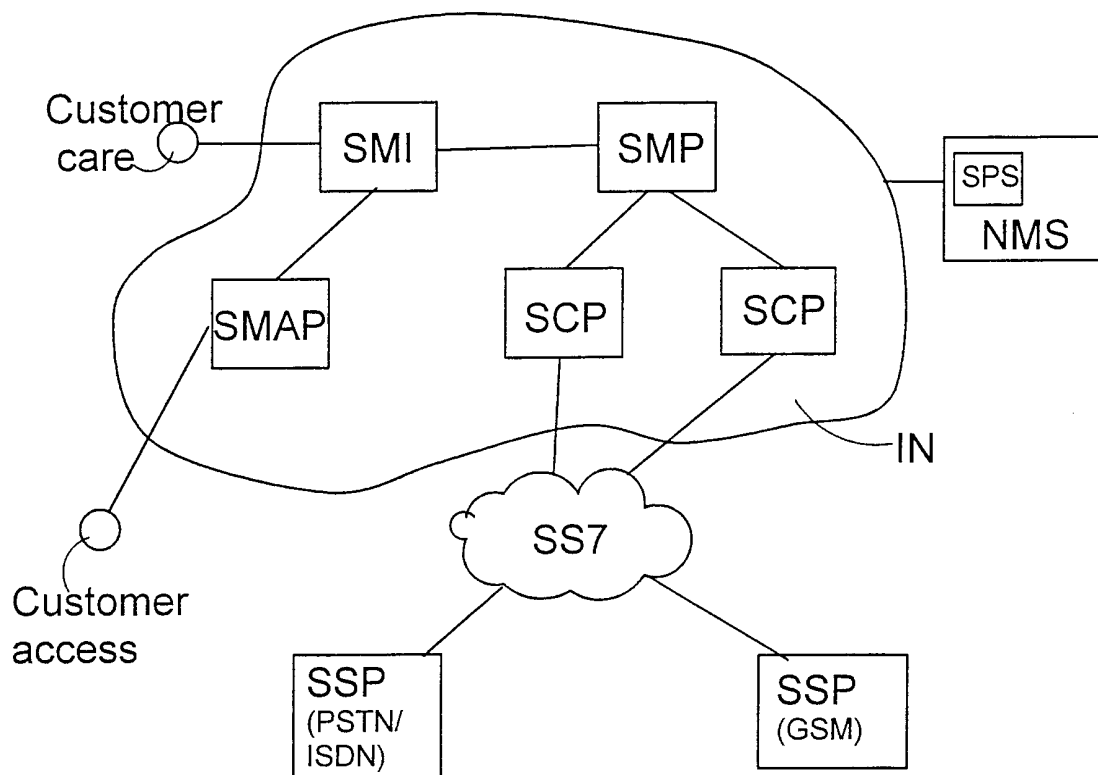 Customer
care
SMI
SMP
SPS
NMS
SMAP
SCP
SCP
IN
SS7
Customer
access
SSP
(PSTN/
ISDN)
SSP
(GSM)